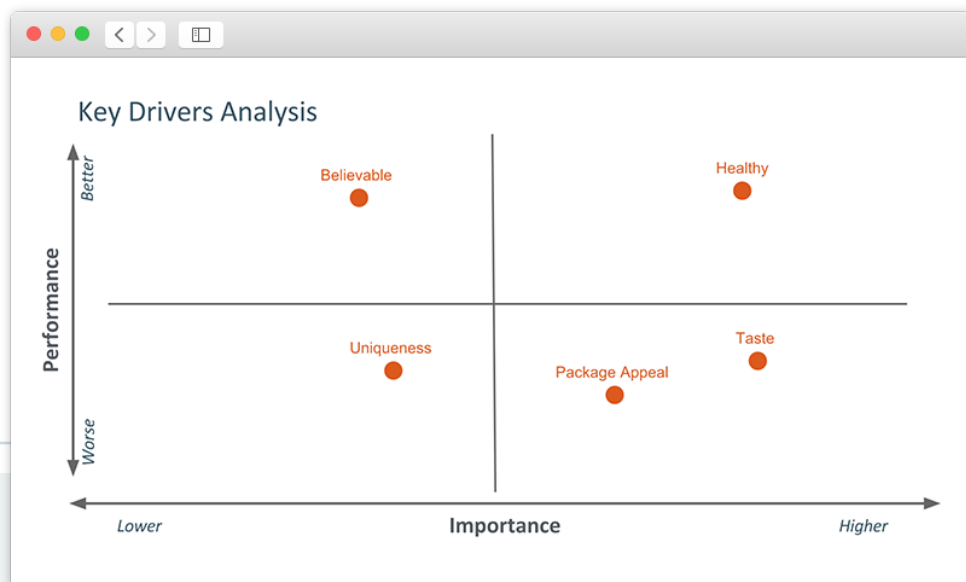 Key Drivers Analysis
Better
Believable
Healthy
Performance
Uniqueness
Taste
Package Appeal
Worse
Lower
Importance
Higher